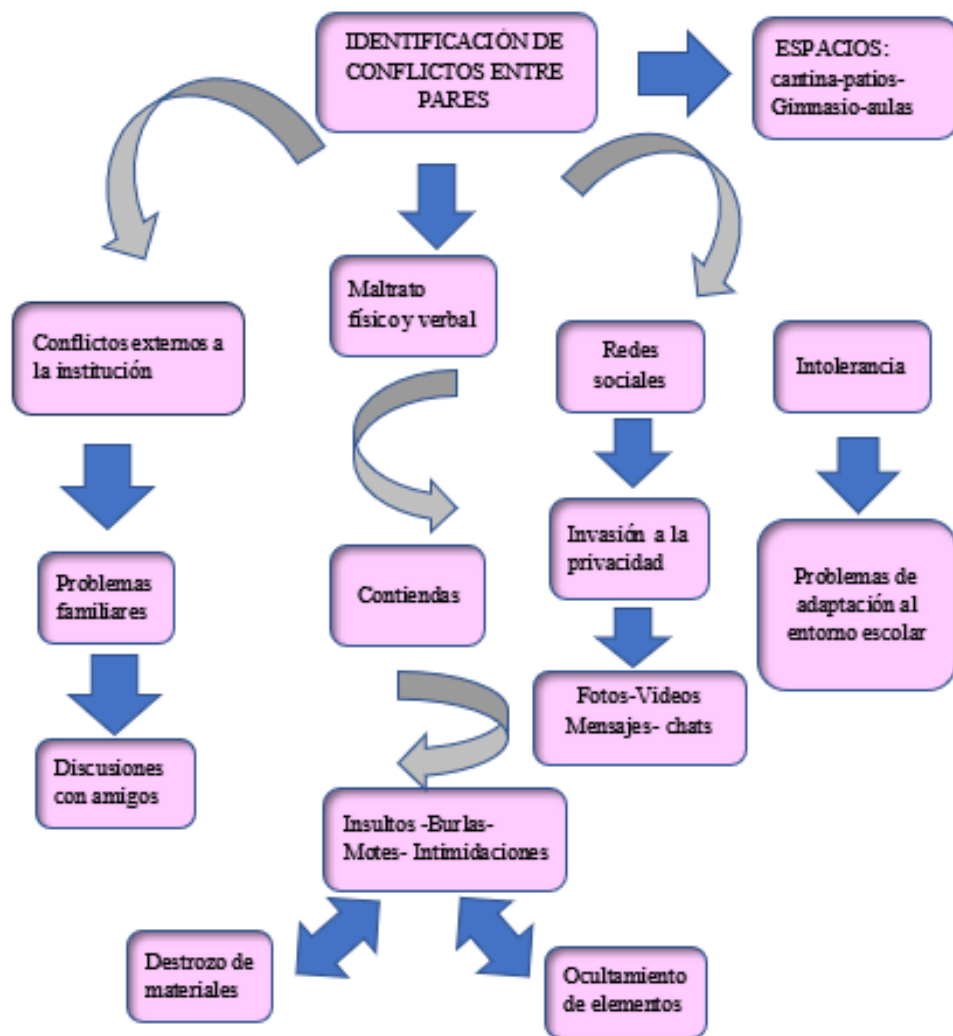 IDENTIFICACIÓN DE
CONFLICTOS ENTRE
PARES
ESPACIOS:
cantina-patios-
Gimnasio-aulas
Conflictos externos a
la institución
Maltrato
físico y verbal
Redes
sociales
Intolerancia
Problemas
familiares
Contiendas
Invasión a la
privacidad
Problemas de
adaptación al
entorno escolar
Discusiones
con amigos
Fotos-Videos
Mensajes- chats
Insultos -Burlas-
Motes- Intimidaciones
Destrozo de
materiales
Ocultamiento
de elementos